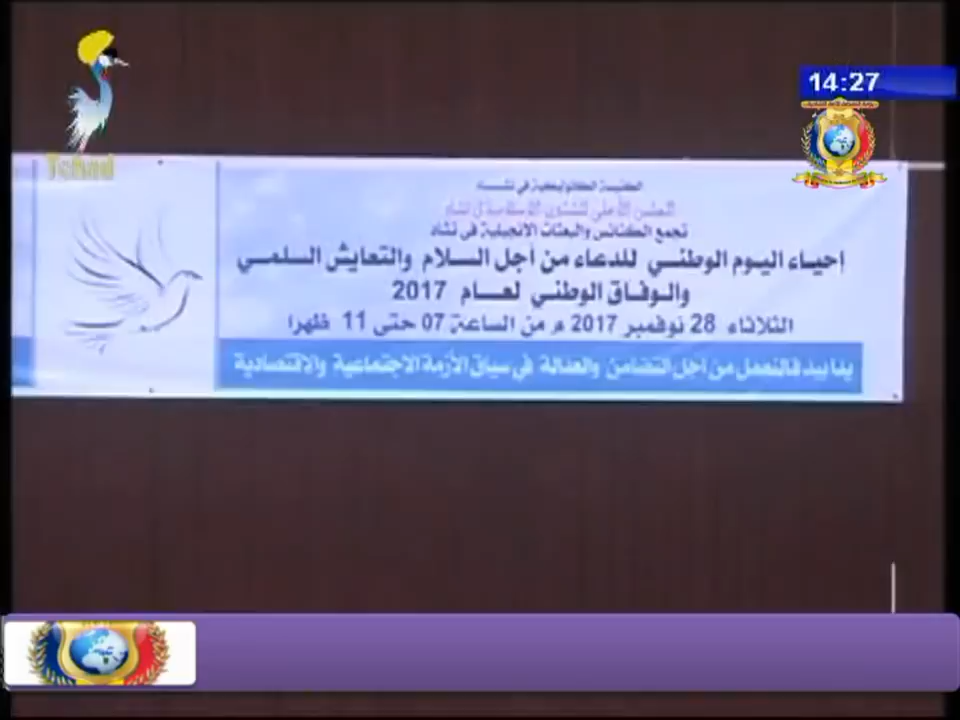 14:27
Tchad
الكنيسة الكاثوليكية في تشاد
المجلس الأعلى للشئون الإسلامية في تشاد
تجمع الكنائس والبعثات الانجيلية في تشاد
إحياء اليوم الوطني للدعاء من أجل السلام والتعايش السلمي
والوفاق الوطني لعام 2017
الثلاثاء 28 نوفمبر 2017 م من الساعة 07 حتى 11 ظهرا
يدا بيد فالنعمل من أجل التضامن والعدالة في سياق الأزمة الاجتماعية والاقتصادية